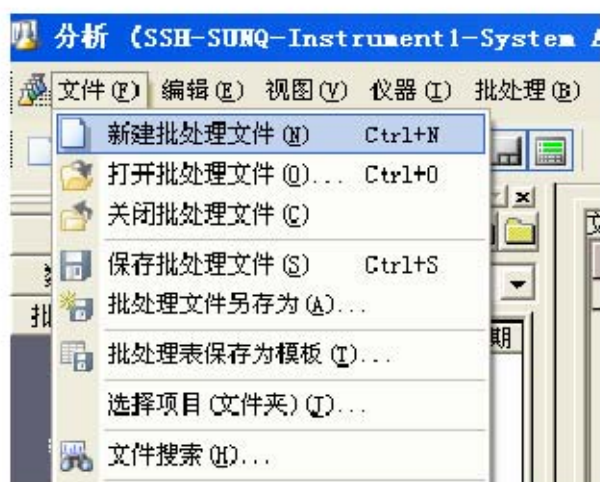 分析 (SSH-SUNQ-Instrument1-System
文件(F) 编辑(E) 视图(V) 仪器(I) 批处理(B)
新建批处理文件(N) Ctrl+N
打开批处理文件(O)... Ctrl+O
关闭批处理文件(C)
保存批处理文件(S) Ctrl+S
批处理文件另存为(A)...
批处理表保存为模板(T)...
期
选择项目(文件夹)(J)...
文件搜索(H)...